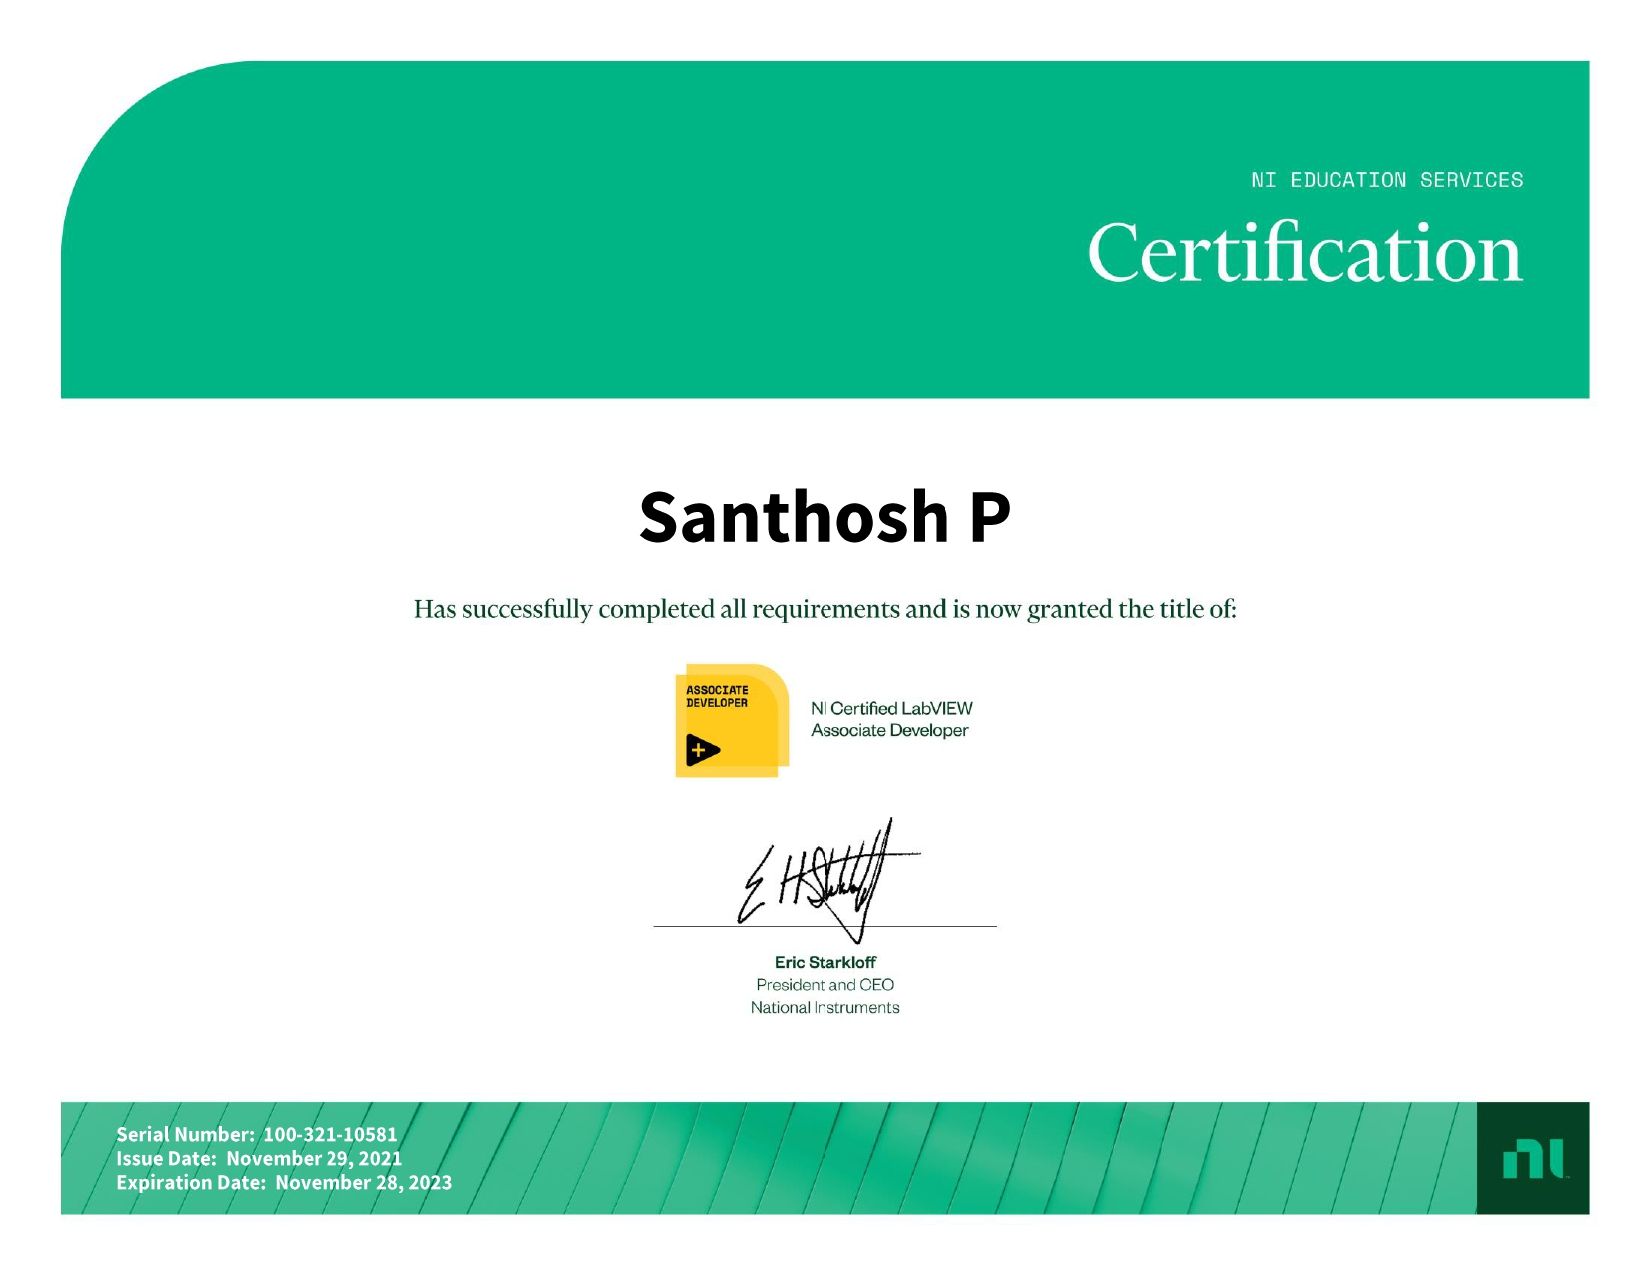 NI EDUCATION SERVICES
Certification
Santhosh P
Has successfully completed all requirements and is now granted the title of:
ASSOCIATE
DEVELOPER
NI Certified LabVIEW
Associate Developer
E H Starkloff
Eric Starkloff
President and CEO
National Instruments
Serial Number: 100-321-10581
Issue Date: November 29, 2021
Expiration Date: November 28, 2023
ni